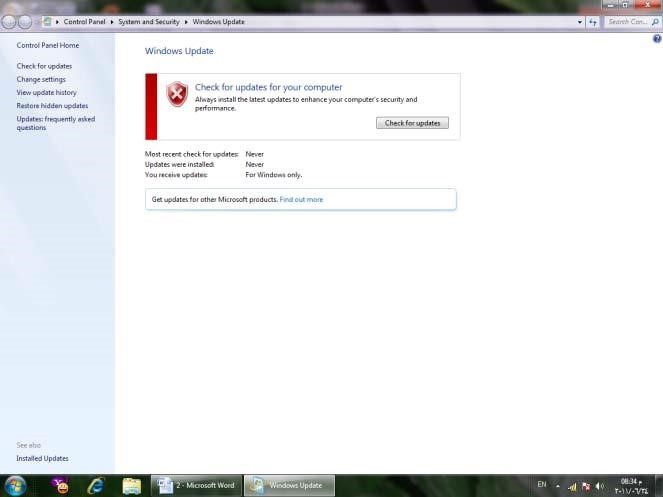 Control Panel ▸ System and Security ▸ Windows Update
Search Con...
Control Panel Home
Check for updates
Change settings
View update history
Restore hidden updates
Updates: frequently asked
questions
See also
Installed Updates
Windows Update
Check for updates for your computer
Always install the latest updates to enhance your computer's security and
performance.
Check for updates
Most recent check for updates: Never
Updates were installed: Never
You receive updates: For Windows only.
Get updates for other Microsoft products. Find out more
2 - Microsoft Word
Windows Update
EN
08:34 م
٢٠١١/٠٦/٢٤